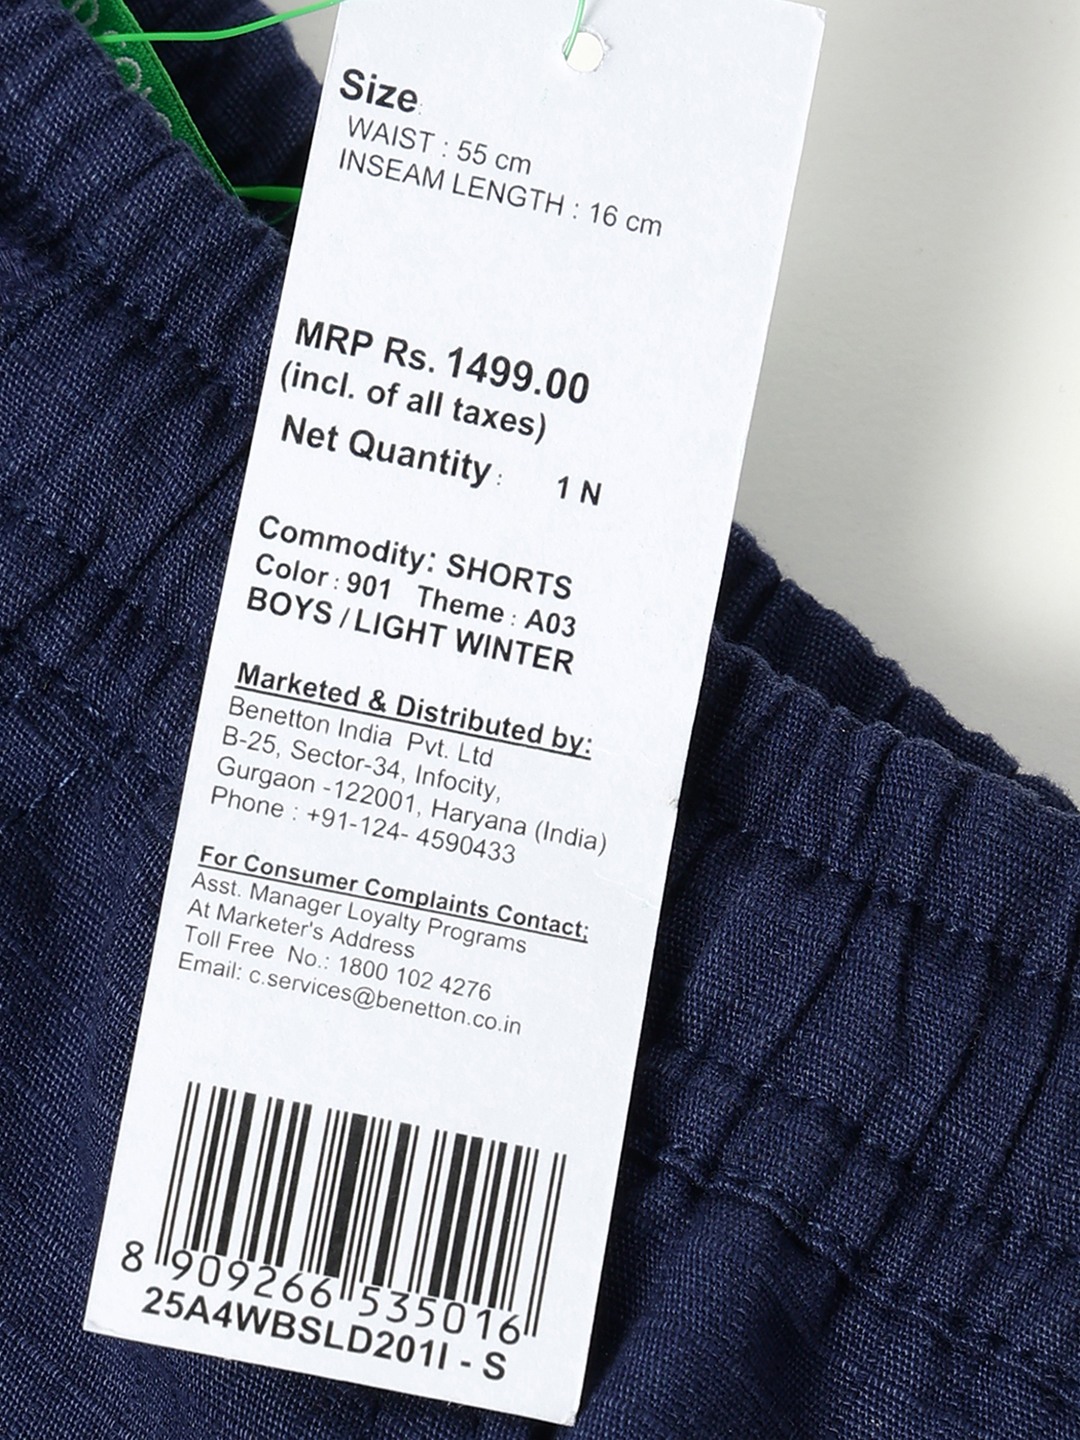 Size:
WAIST : 55 cm
INSEAM LENGTH : 16 cm
MRP Rs. 1499.00
(incl. of all taxes)
Net Quantity : 1 N
Commodity: SHORTS
Color : 901 Theme : A03
BOYS / LIGHT WINTER
Marketed & Distributed by:
Benetton India Pvt. Ltd
B-25, Sector-34, Infocity,
Gurgaon -122001, Haryana (India)
Phone : +91-124- 4590433
For Consumer Complaints Contact;
Asst. Manager Loyalty Programs
At Marketer's Address
Toll Free No.: 1800 102 4276
Email: c.services@benetton.co.in
8 909266 535016
25A4WBSLD201I - S